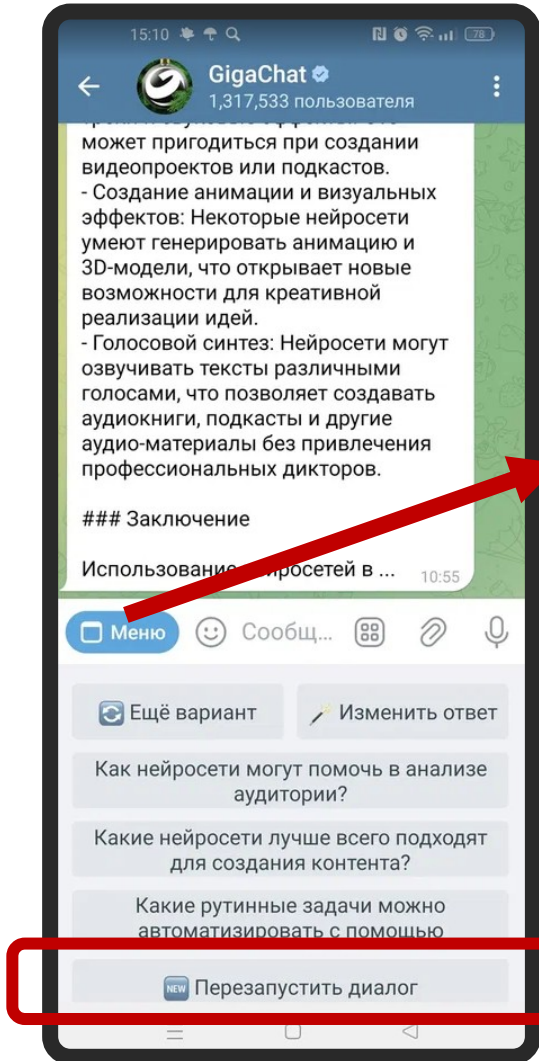 15:10
78
GigaChat
1,317,533 пользователя
может пригодиться при создании
видеопроектов или подкастов.
- Создание анимации и визуальных
эффектов: Некоторые нейросети
умеют генерировать анимацию и
3D-модели, что открывает новые
возможности для креативной
реализации идей.
- Голосовой синтез: Нейросети могут
озвучивать тексты различными
голосами, что позволяет создавать
аудиокниги, подкасты и другие
аудио-материалы без привлечения
профессиональных дикторов.
### Заключение
Использование нейросетей в ... 10:55
Меню Сообщ...
Ещё вариант Изменить ответ
Как нейросети могут помочь в анализе
аудитории?
Какие нейросети лучше всего подходят
для создания контента?
Какие рутинные задачи можно
автоматизировать с помощью
NEW Перезапустить диалог